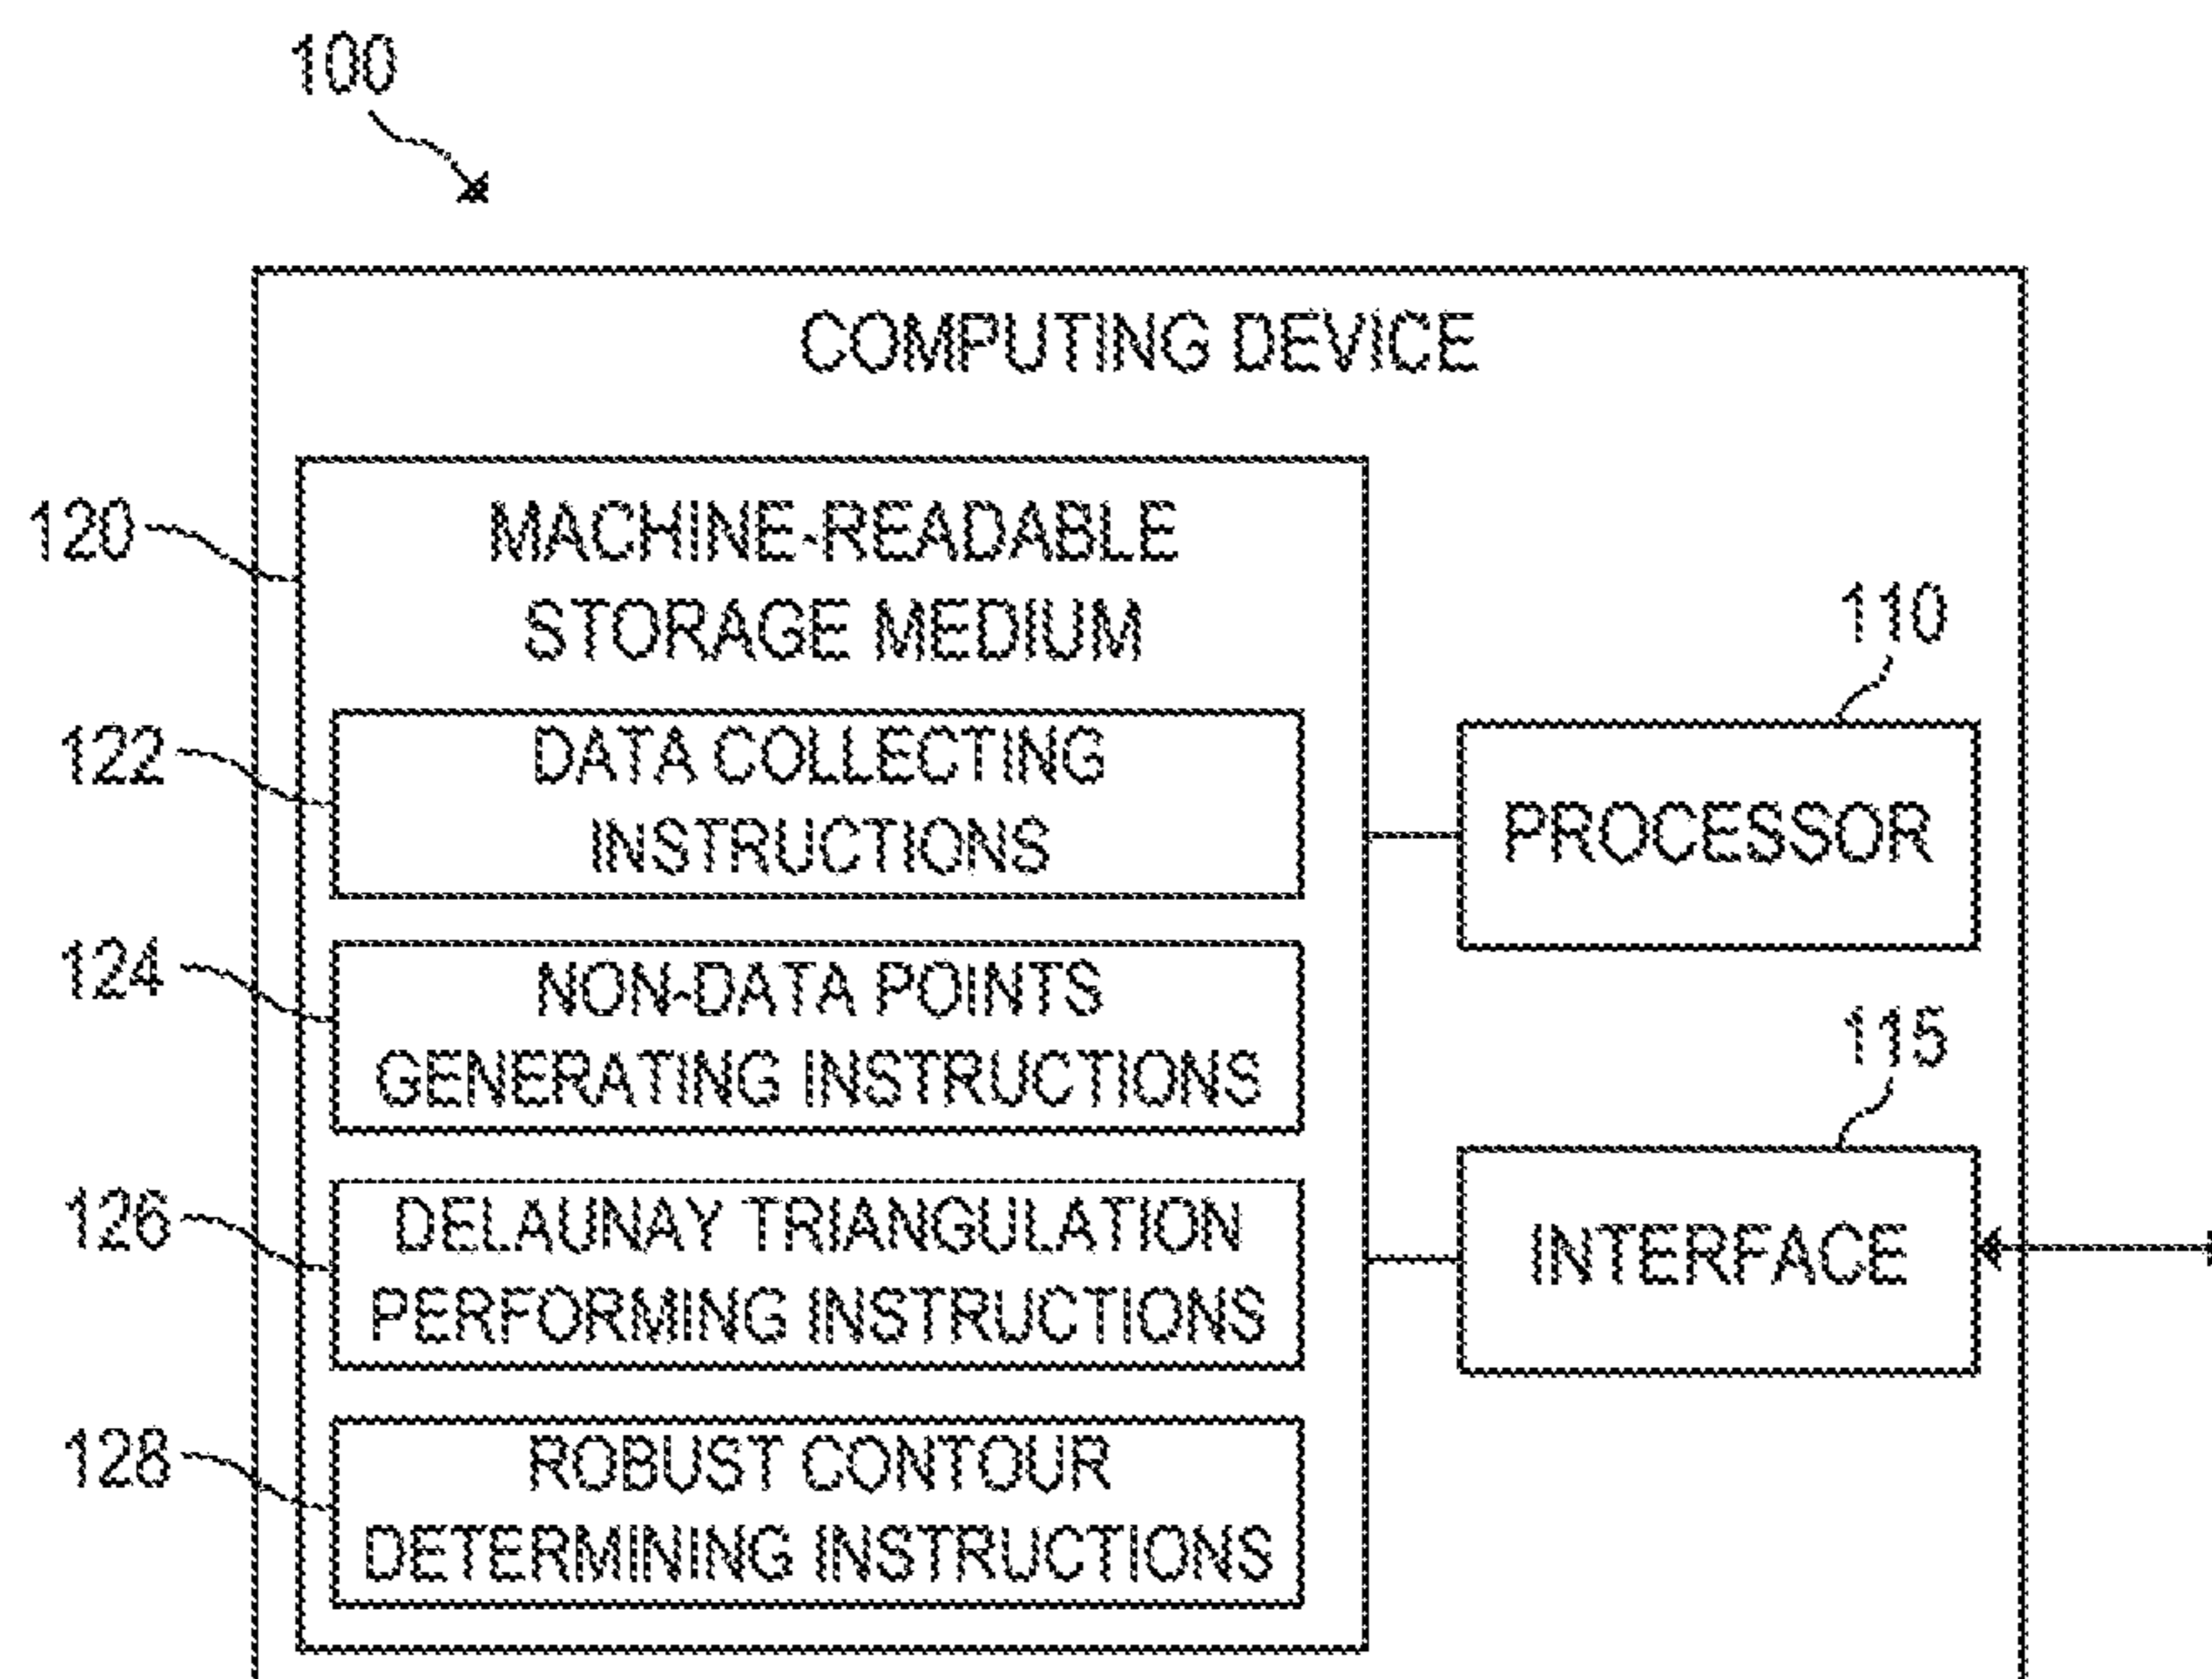 100
COMPUTING DEVICE
120
MACHINE-READABLE
STORAGE MEDIUM
110
122
DATA COLLECTING
INSTRUCTIONS
PROCESSOR
124
NON-DATA POINTS
GENERATING INSTRUCTIONS
115
126
DELAUNAY TRIANGULATION
PERFORMING INSTRUCTIONS
INTERFACE
128
ROBUST CONTOUR
DETERMINING INSTRUCTIONS